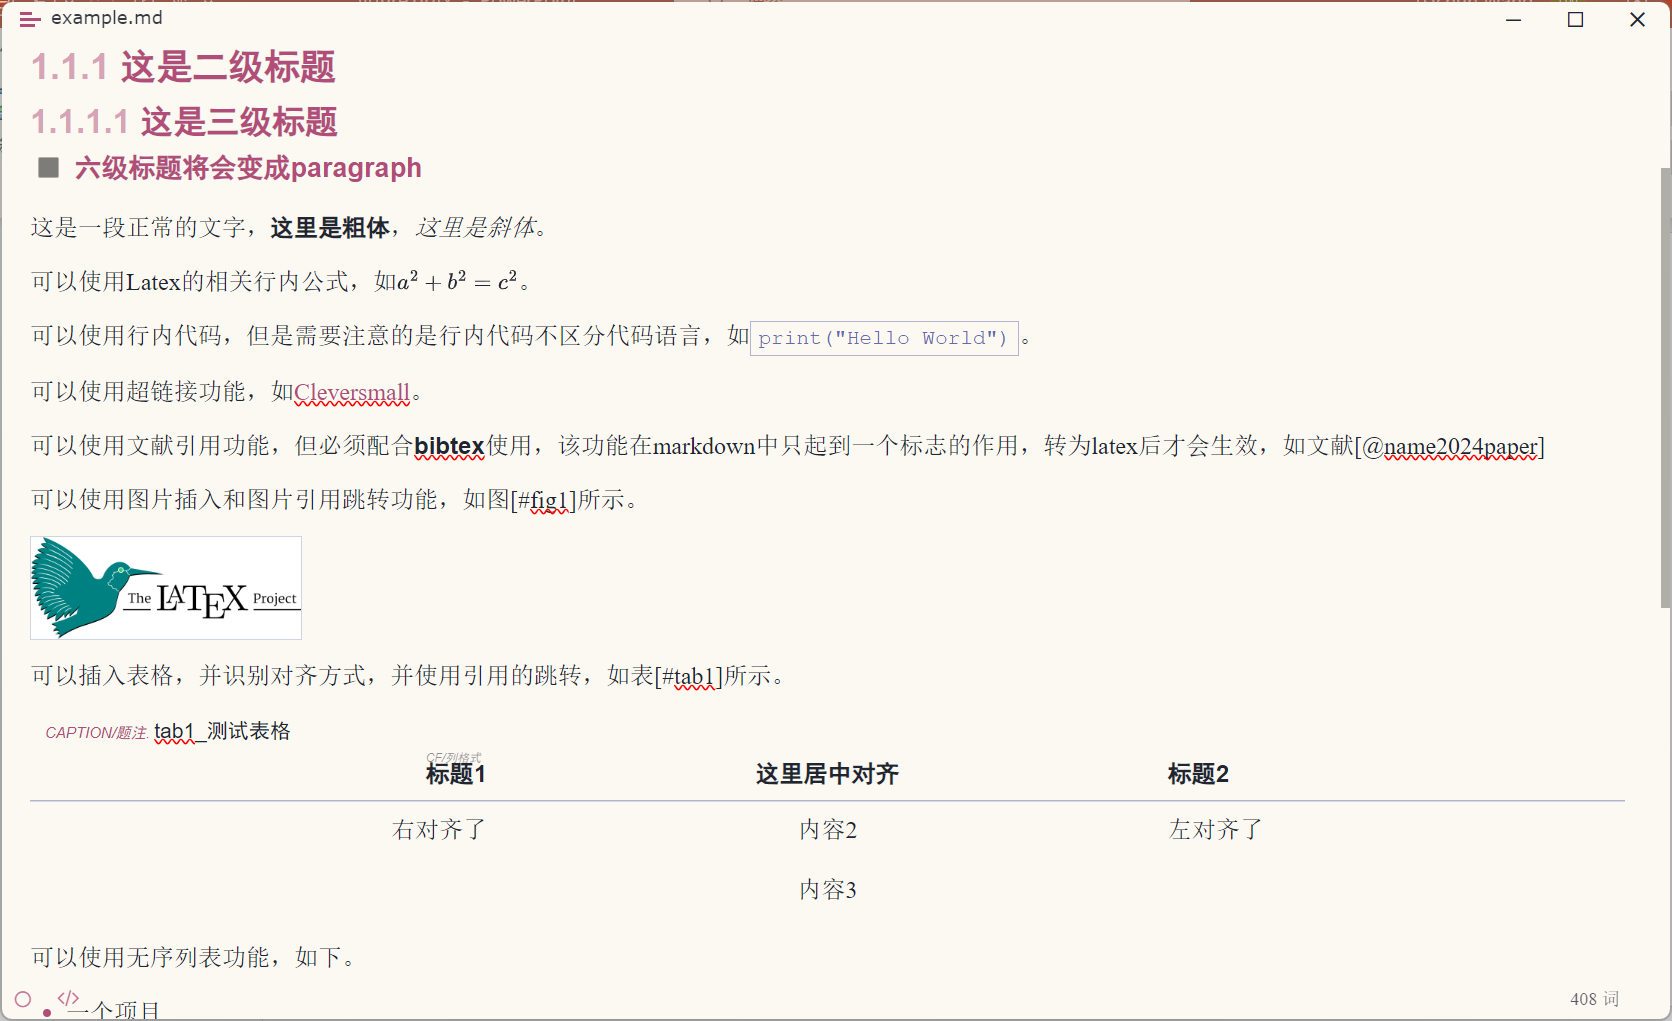 example.md
1.1.1 这是二级标题
1.1.1.1 这是三级标题
六级标题将会变成paragraph
这是一段正常的文字，这里是粗体，这里是斜体。
可以使用Latex的相关行内公式，如a² + b² = c²。
可以使用行内代码，但是需要注意的是行内代码不区分代码语言，如print("Hello World")。
可以使用超链接功能，如Cleversmall。
可以使用文献引用功能，但必须配合bibtex使用，该功能在markdown中只起到一个标志的作用，转为latex后才会生效，如文献[@name2024paper]
可以使用图片插入和图片引用跳转功能，如图[#fig1]所示。
The LATEX Project
可以插入表格，并识别对齐方式，并使用引用的跳转，如表[#tab1]所示。
CAPTION/题注. tab1_测试表格
CF/列格式
标题1 这里居中对齐 标题2
右对齐了 内容2 左对齐了
内容3
可以使用无序列表功能，如下。
</> 一个项目
408 词